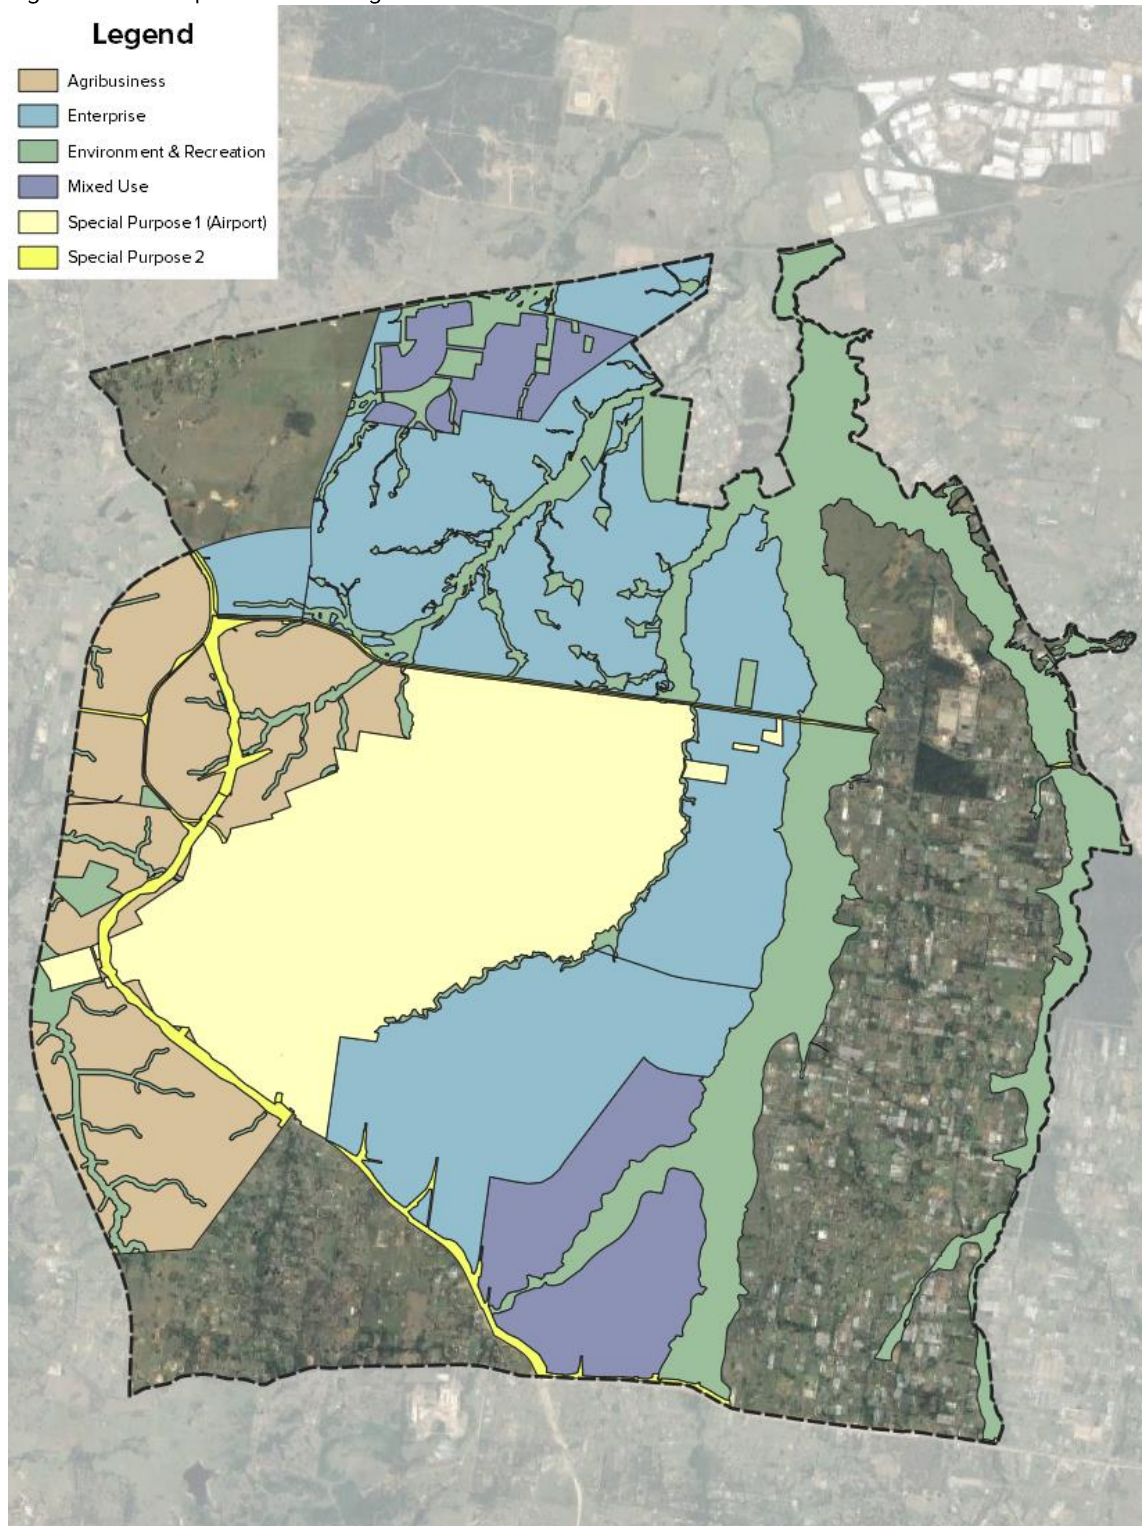 Legend
Agribusiness
Enterprise
Environment & Recreation
Mixed Use
Special Purpose 1 (Airport)
Special Purpose 2